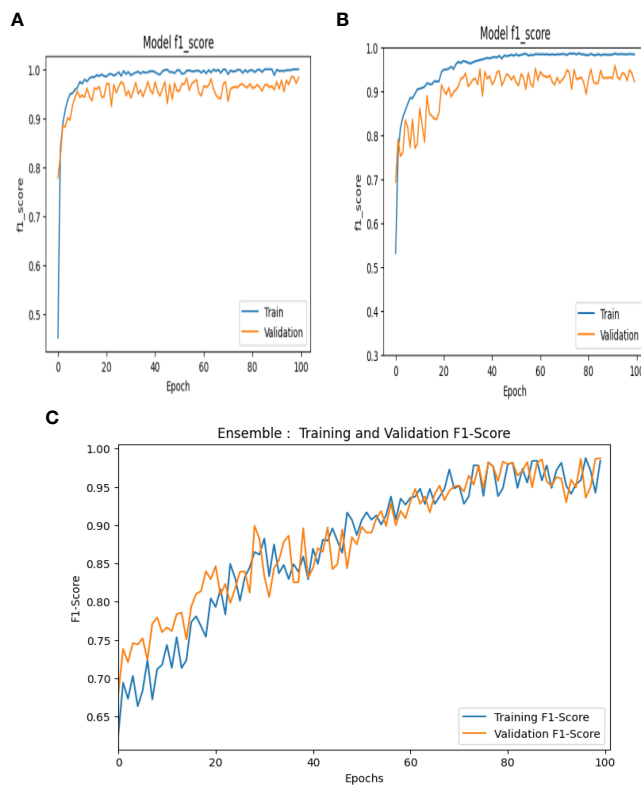 A
Model f1_score
1.0
0.9
0.8
0.7
0.6
0.5
f1_score
0 20 40 60 80 100
Epoch
Train
Validation
B
Model f1_score
1.0
0.9
0.8
0.7
0.6
0.5
0.4
0.3
f1_score
0 20 40 60 80 100
Epoch
Train
Validation
C
Ensemble : Training and Validation F1-Score
1.00
0.95
0.90
0.85
0.80
0.75
0.70
0.65
F1-Score
0 20 40 60 80 100
Epochs
Training F1-Score
Validation F1-Score